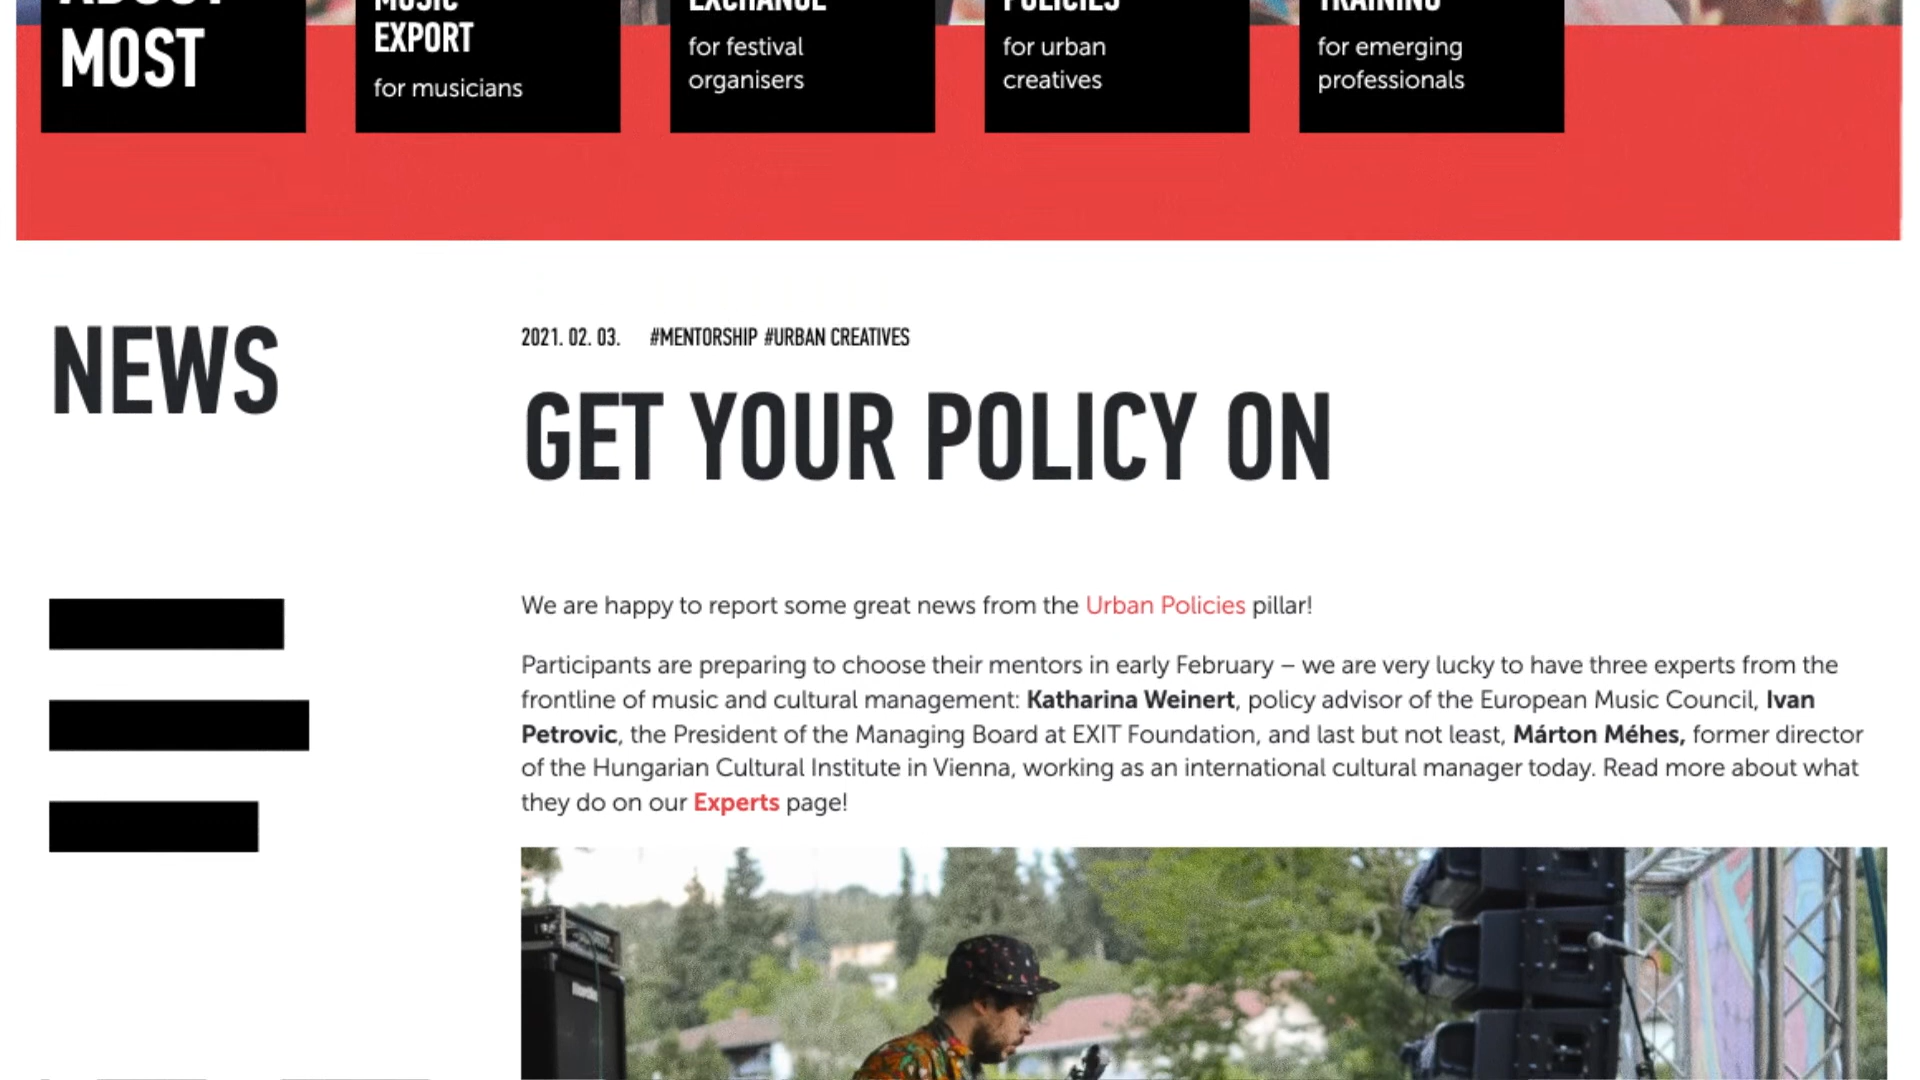 ABOUT
MOST
MUSIC
EXPORT
for musicians
EXCHANGE
for festival
organisers
POLICIES
for urban
creatives
TRAINING
for emerging
professionals
NEWS
2021. 02. 03. #MENTORSHIP #URBAN CREATIVES
GET YOUR POLICY ON
We are happy to report some great news from the Urban Policies pillar!
Participants are preparing to choose their mentors in early February – we are very lucky to have three experts from the
frontline of music and cultural management: Katharina Weinert, policy advisor of the European Music Council, Ivan
Petrovic, the President of the Managing Board at EXIT Foundation, and last but not least, Márton Méhes, former director
of the Hungarian Cultural Institute in Vienna, working as an international cultural manager today. Read more about what
they do on our Experts page!